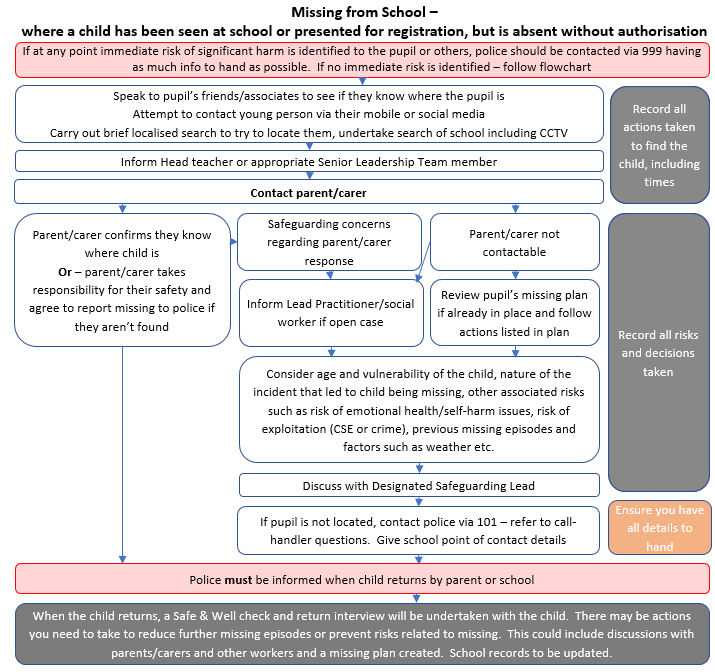 Missing from School –
where a child has been seen at school or presented for registration, but is absent without authorisation
If at any point immediate risk of significant harm is identified to the pupil or others, police should be contacted via 999 having
as much info to hand as possible.  If no immediate risk is identified – follow flowchart
Speak to pupil's friends/associates to see if they know where the pupil is
Attempt to contact young person via their mobile or social media
Carry out brief localised search to try to locate them, undertake search of school including CCTV
Record all
actions taken
to find the
child, including
times
Inform Head teacher or appropriate Senior Leadership Team member
Contact parent/carer
Parent/carer confirms they know
where child is
Or – parent/carer takes
responsibility for their safety and
agree to report missing to police if
they aren't found
Safeguarding concerns
regarding parent/carer
response
Parent/carer not
contactable
Inform Lead Practitioner/social
worker if open case
Review pupil's missing plan
if already in place and follow
actions listed in plan
Record all risks
and decisions
taken
Consider age and vulnerability of the child, nature of the
incident that led to child being missing, other associated risks
such as risk of emotional health/self-harm issues, risk of
exploitation (CSE or crime), previous missing episodes and
factors such as weather etc.
Discuss with Designated Safeguarding Lead
If pupil is not located, contact police via 101 – refer to call-
handler questions.  Give school point of contact details
Ensure you have
all details to
hand
Police must be informed when child returns by parent or school
When the child returns, a Safe & Well check and return interview will be undertaken with the child.  There may be actions
you need to take to reduce further missing episodes or prevent risks related to missing.  This could include discussions with
parents/carers and other workers and a missing plan created.  School records to be updated.